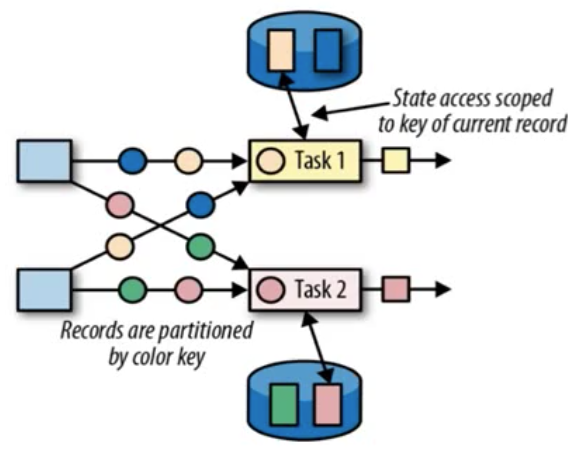 State access scoped
to key of current record
Task 1
Task 2
Records are partitioned
by color key